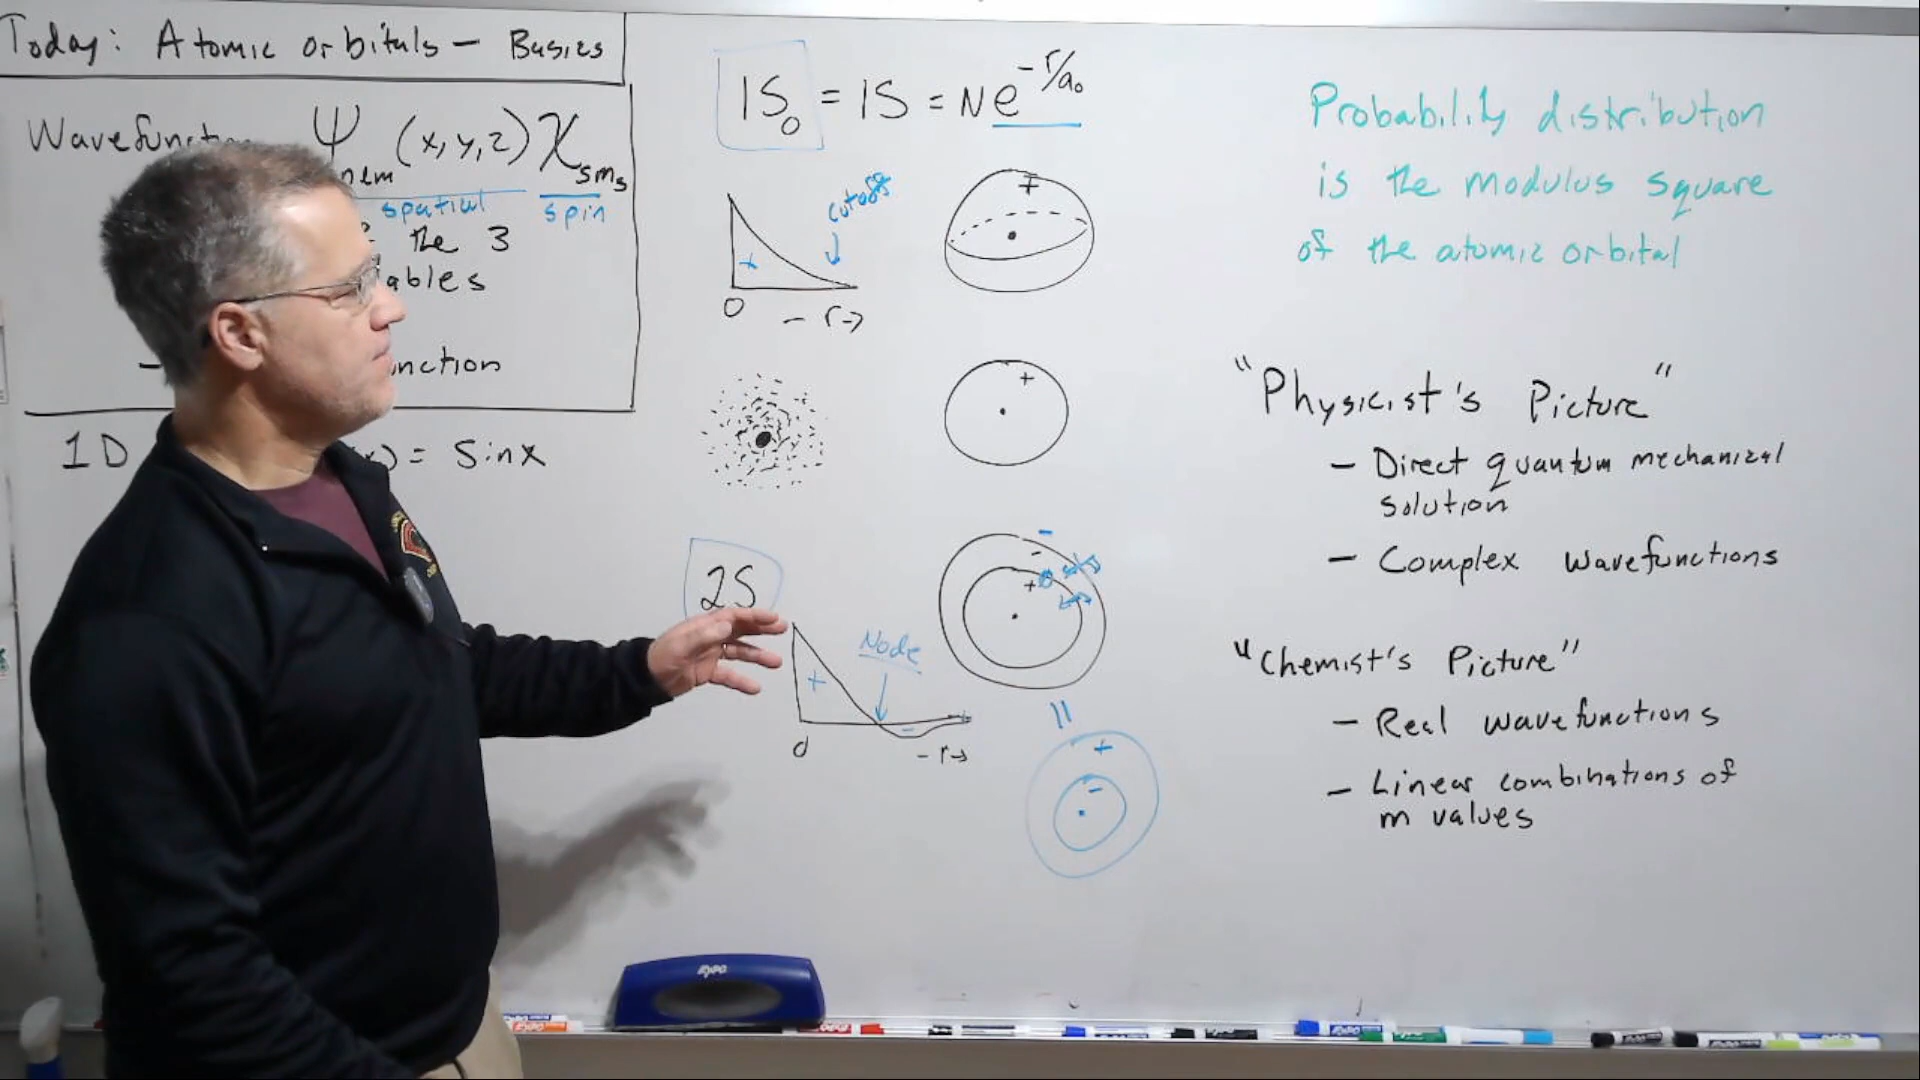 Today: Atomic orbitals - Basics
Wavefunction Ψ nlm (x,y,z) χ sms
spatial spin
the 3
ables
- nction
1D (x) = Sinx
1S0 = 1S = Ne^-r/a0
cutoff
+
0 - r→
+
+
2S
+ Node -
0 - r→
-
-
+
=
+
-
Probability distribution
is the modulus square
of the atomic orbital
"Physicist's Picture"
- Direct quantum mechanical
solution
- Complex wavefunctions
"Chemist's Picture"
- Real wavefunctions
- Linear combinations of
m values
EXPO